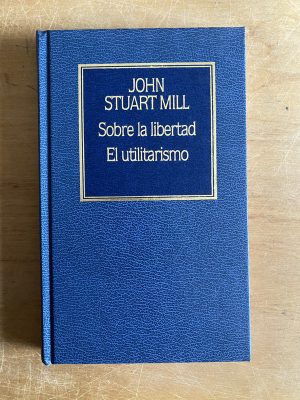 JOHN
STUART MILL
Sobre la libertad
El utilitarismo